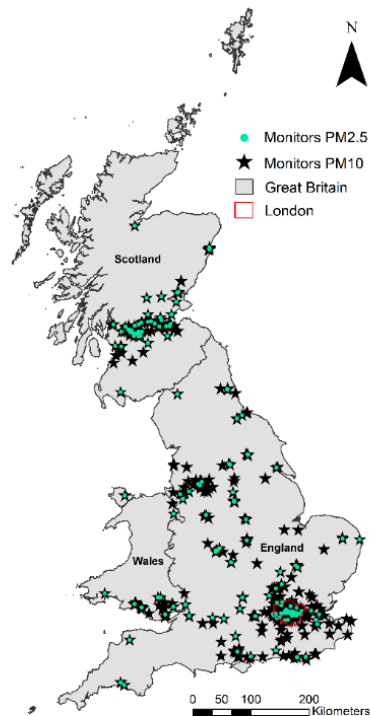 N
Monitors PM2.5
Monitors PM10
Great Britain
London
Scotland
England
Wales
0 50 100 200
Kilometers